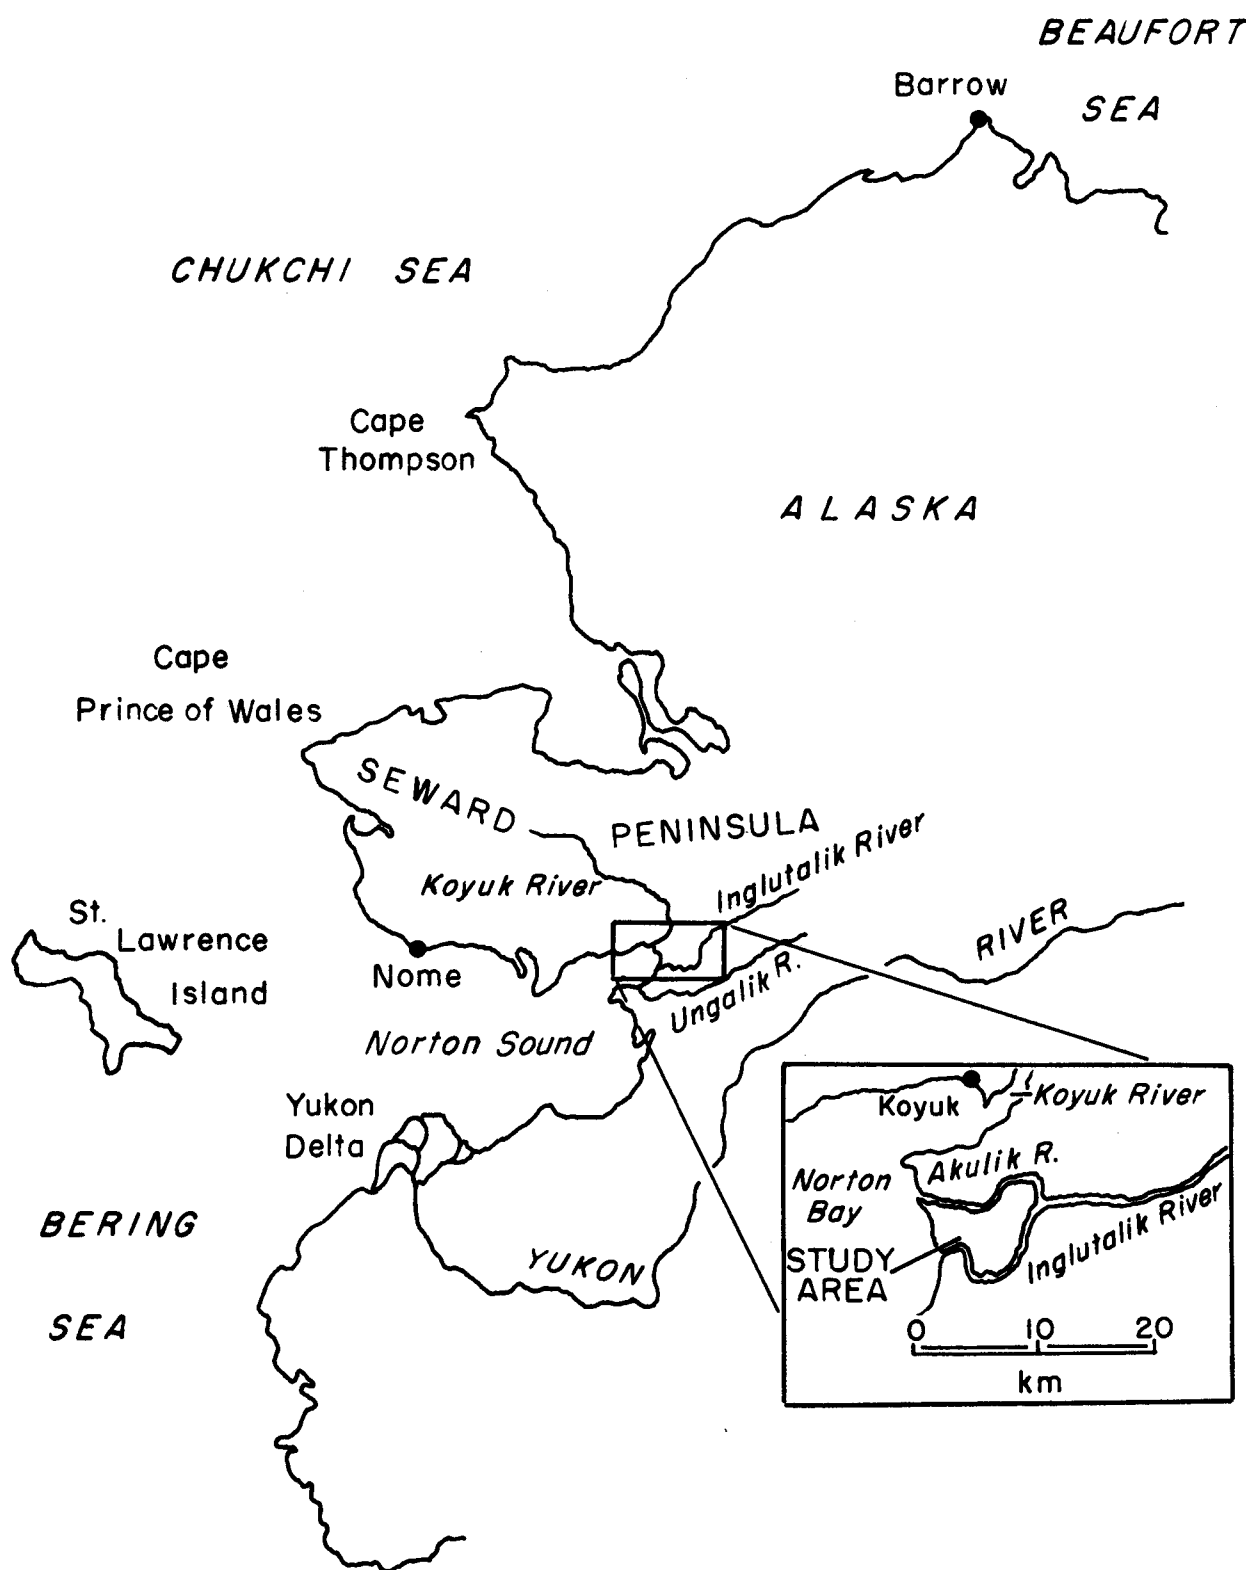 BEAUFORT
SEA
Barrow
CHUKCHI SEA
Cape
Thompson
ALASKA
Cape
Prince of Wales
SEWARD
PENINSULA
Koyuk River
Inglutalik River
St.
Lawrence
Island
Nome
RIVER
Ungalik R.
Norton Sound
Yukon
Delta
BERING
SEA
YUKON
Koyuk
Koyuk River
Akulik R.
Norton
Bay
Inglutalik River
STUDY
AREA
0 10 20
km